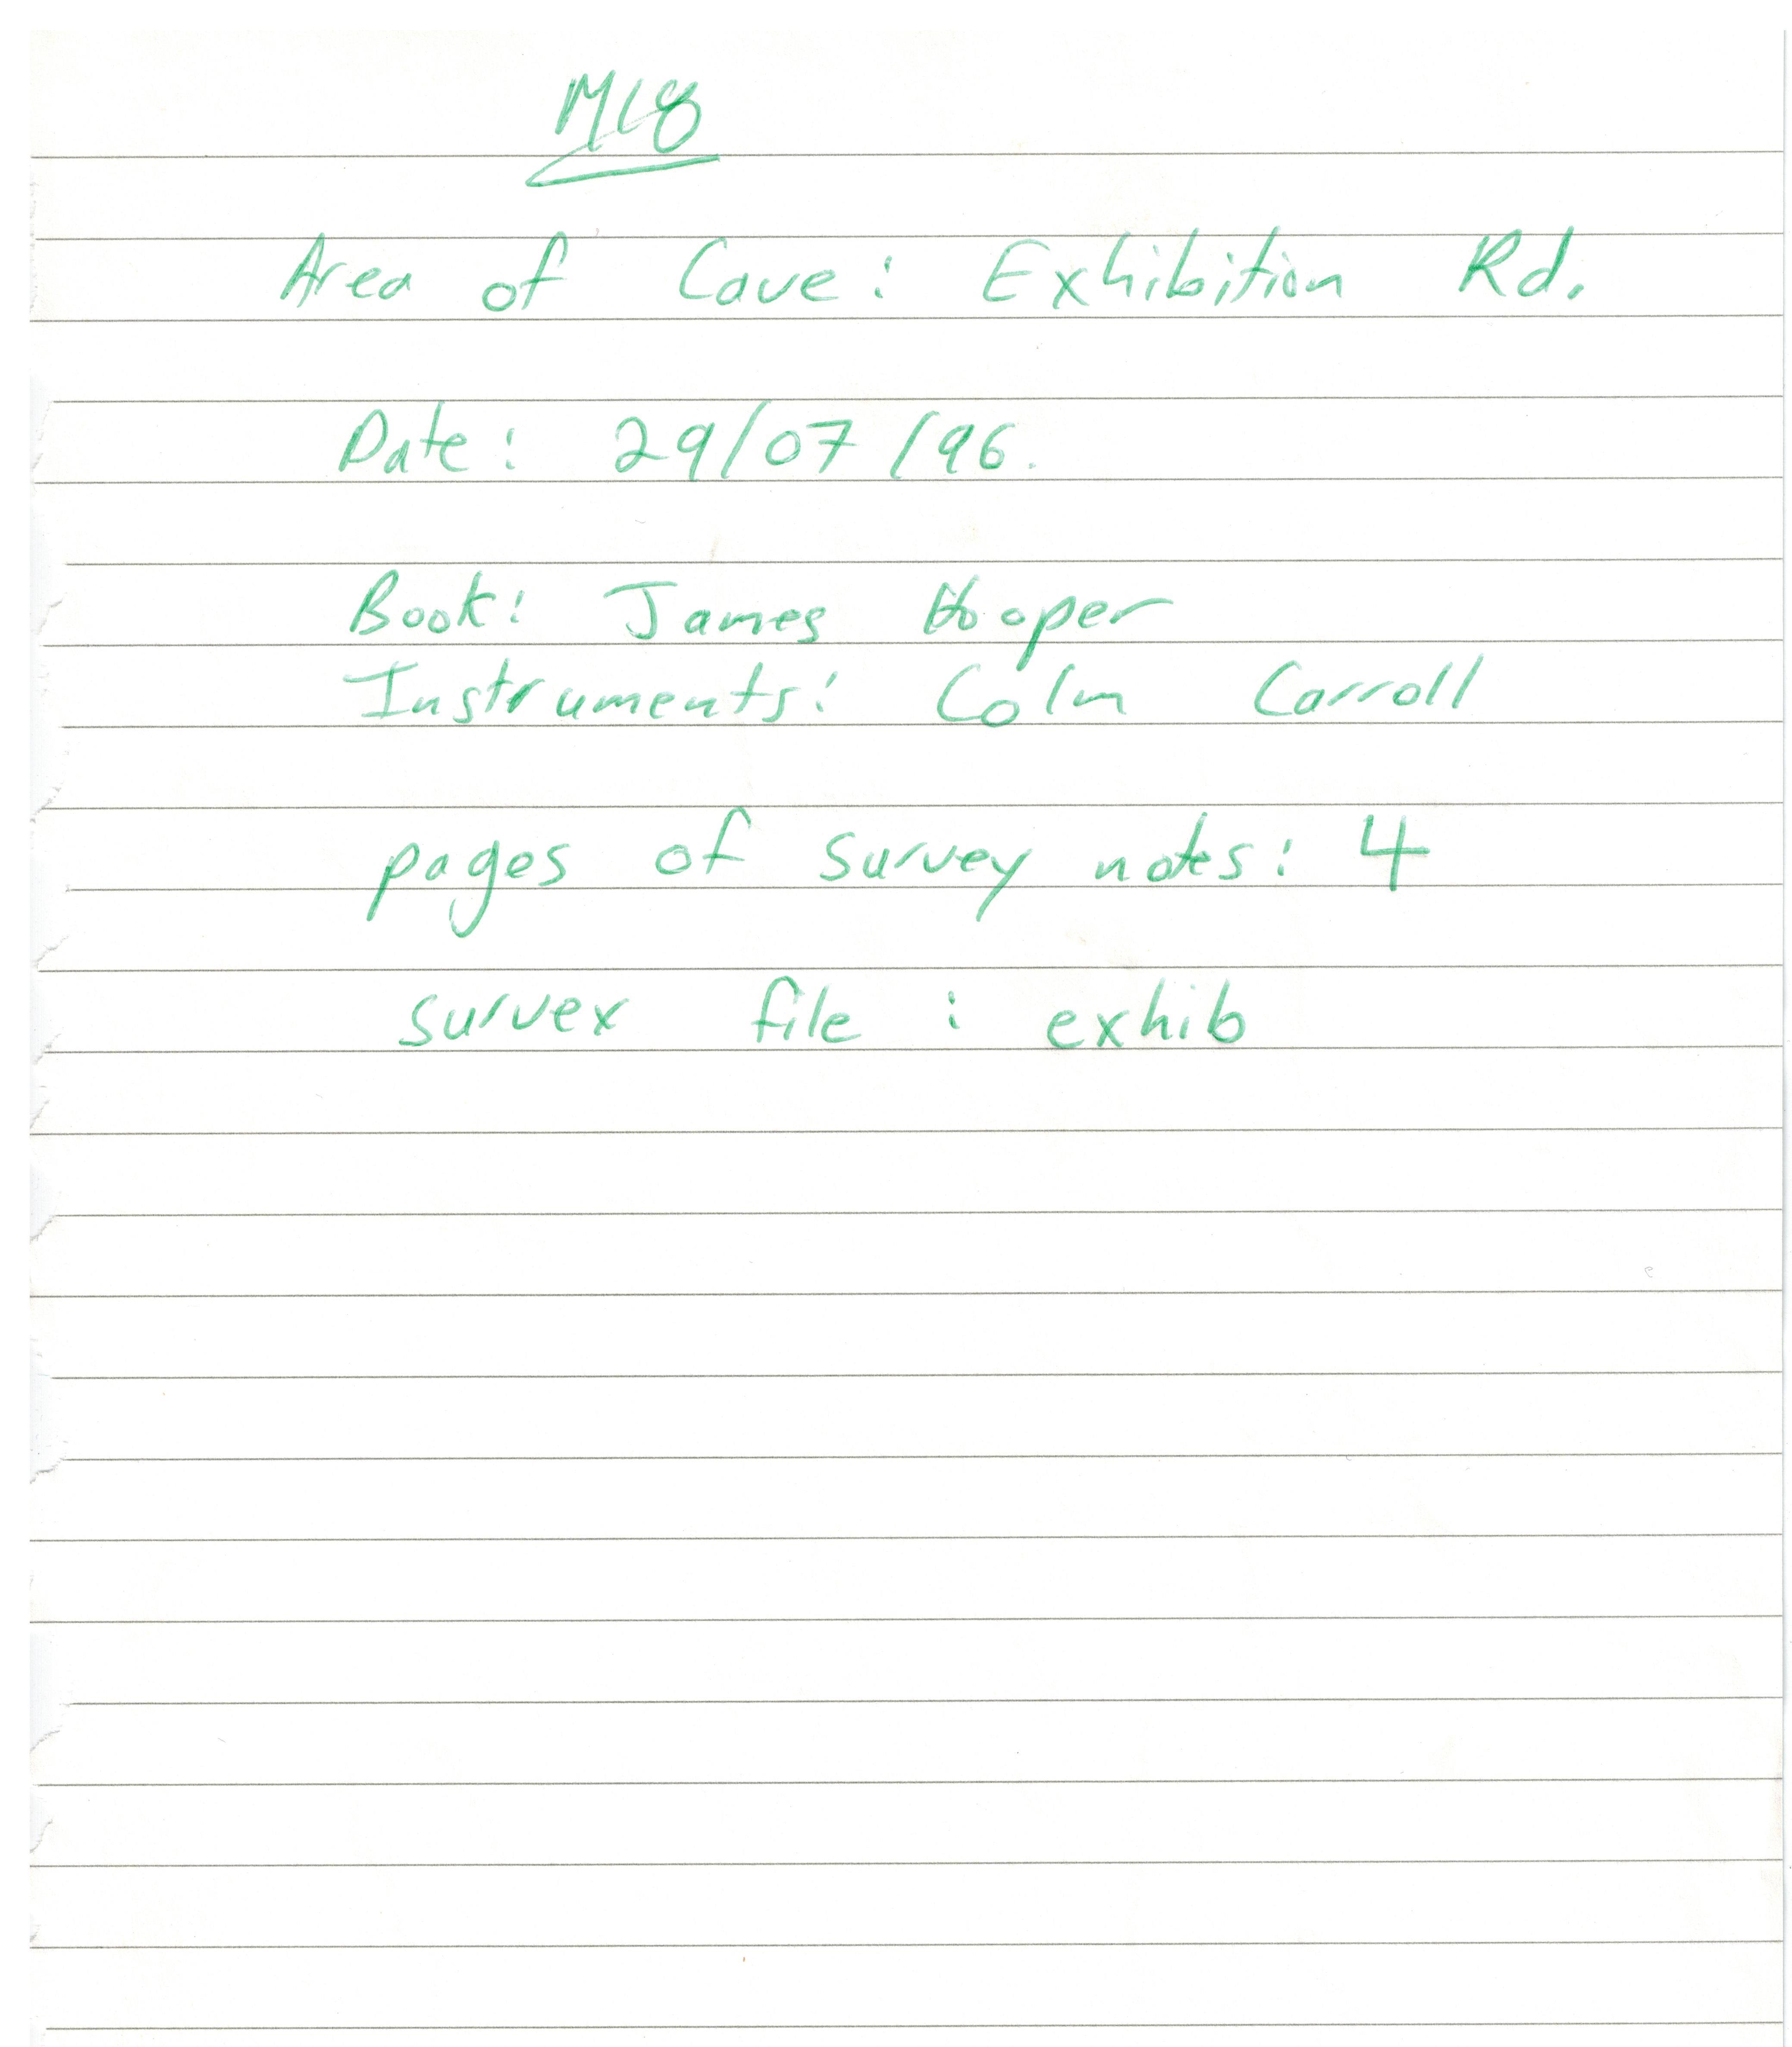 M18
Area of Cave: Exhibition Rd.
Date: 29/07/96.
Book: James Hooper
Instruments: Colm Carroll
pages of survey notes: 4
survex file : exhib